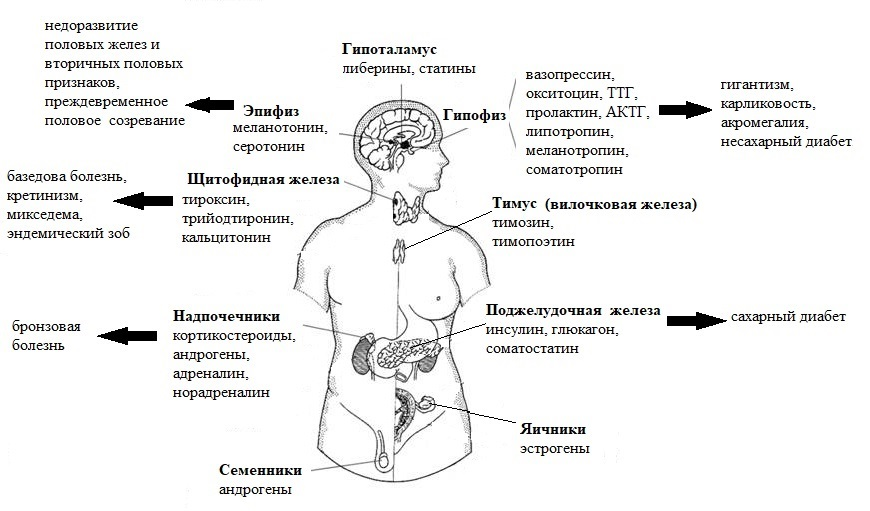 недоразвитие
половых желез и
вторичных половых
признаков,
преждевременное
половое созревание
Эпифиз
меланотонин,
серотонин
Гипоталамус
либерины, статины
Гипофиз
вазопрессин,
окситоцин, ТТГ,
пролактин, АКТГ,
липотропин,
меланотропин,
соматотропин
гигантизм,
карликовость,
акромегалия,
несахарный диабет
базедова болезнь,
кретинизм,
микседема,
эндемический зоб
Щитофидная железа
тироксин,
трийодтиронин,
кальцитонин
Тимус (вилочковая железа)
тимозин,
тимопоэтин
бронзовая
болезнь
Надпочечники
кортикостероиды,
андрогены,
адреналин,
норадреналин
Поджелудочная железа
инсулин, глюкагон,
соматостатин
сахарный диабет
Яичники
эстрогены
Семенники
андрогены